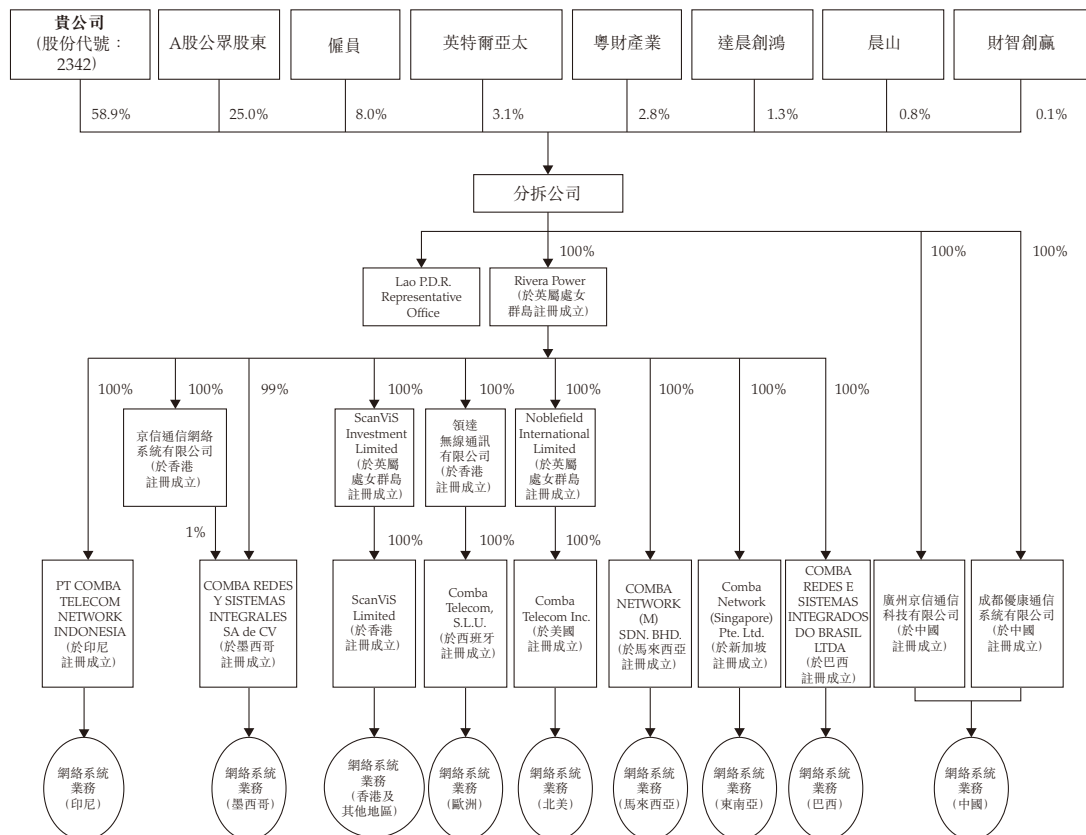 貴公司
(股份代號：
2342)
A股公眾股東
僱員
英特爾亞太
粵財產業
達晨創鴻
晨山
財智創贏
58.9%
25.0%
8.0%
3.1%
2.8%
1.3%
0.8%
0.1%
分拆公司
100%
100%
100%
Lao P.D.R.
Representative
Office
Rivera Power
(於英屬處女
群島註冊成立)
100%
100%
99%
100%
100%
100%
100%
100%
100%
京信通信網絡
系統有限公司
(於香港
註冊成立)
ScanViS
Investment
Limited
(於英屬
處女群島
註冊成立)
領達
無線通訊
有限公司
(於香港
註冊成立)
Noblefield
International
Limited
(於英屬
處女群島
註冊成立)
1%
100%
100%
100%
PT COMBA
TELECOM
NETWORK
INDONESIA
(於印尼
註冊成立)
COMBA REDES
Y SISTEMAS
INTEGRALES
SA de CV
(於墨西哥
註冊成立)
ScanViS
Limited
(於香港
註冊成立)
Comba
Telecom,
S.L.U.
(於西班牙
註冊成立)
Comba
Telecom Inc.
(於美國
註冊成立)
COMBA
NETWORK
(M)
SDN. BHD.
(於馬來西亞
註冊成立)
Comba
Network
(Singapore)
Pte. Ltd.
(於新加坡
註冊成立)
COMBA
REDES E
SISTEMAS
INTEGRADOS
DO BRASIL
LTDA
(於巴西
註冊成立)
廣州京信通信
科技有限公司
(於中國
註冊成立)
成都優康通信
系統有限公司
(於中國
註冊成立)
網絡系統
業務
(印尼)
網絡系統
業務
(墨西哥)
網絡系統
業務
(香港及
其他地區)
網絡系統
業務
(歐洲)
網絡系統
業務
(北美)
網絡系統
業務
(馬來西亞)
網絡系統
業務
(東南亞)
網絡系統
業務
(巴西)
網絡系統
業務
(中國)